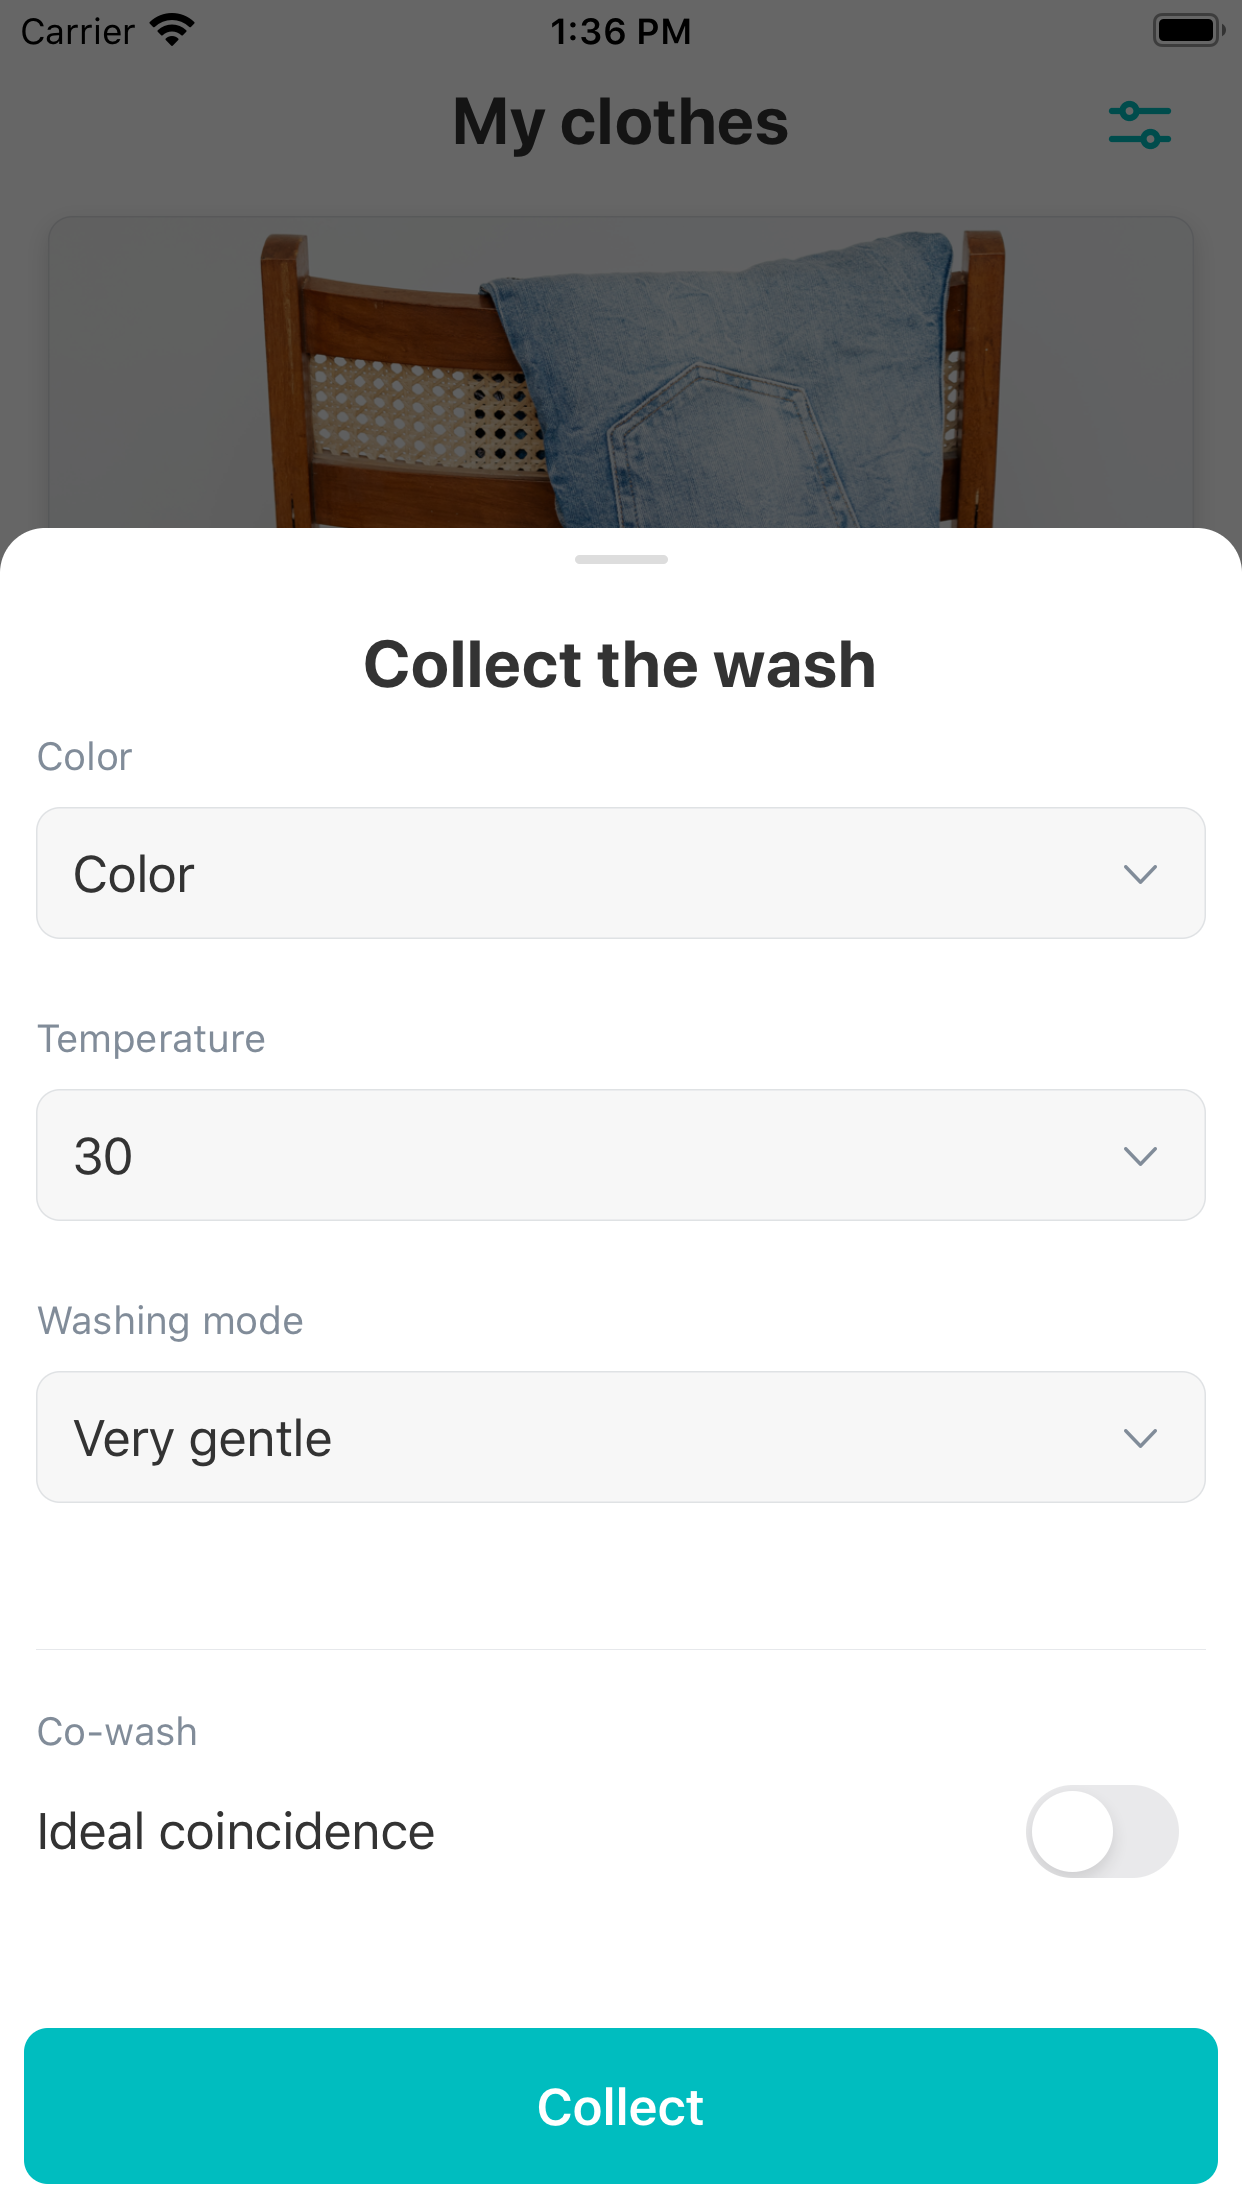 Carrier 1:36 PM
My clothes
Collect the wash
Color
Color
Temperature
30
Washing mode
Very gentle
Co-wash
Ideal coincidence
Collect